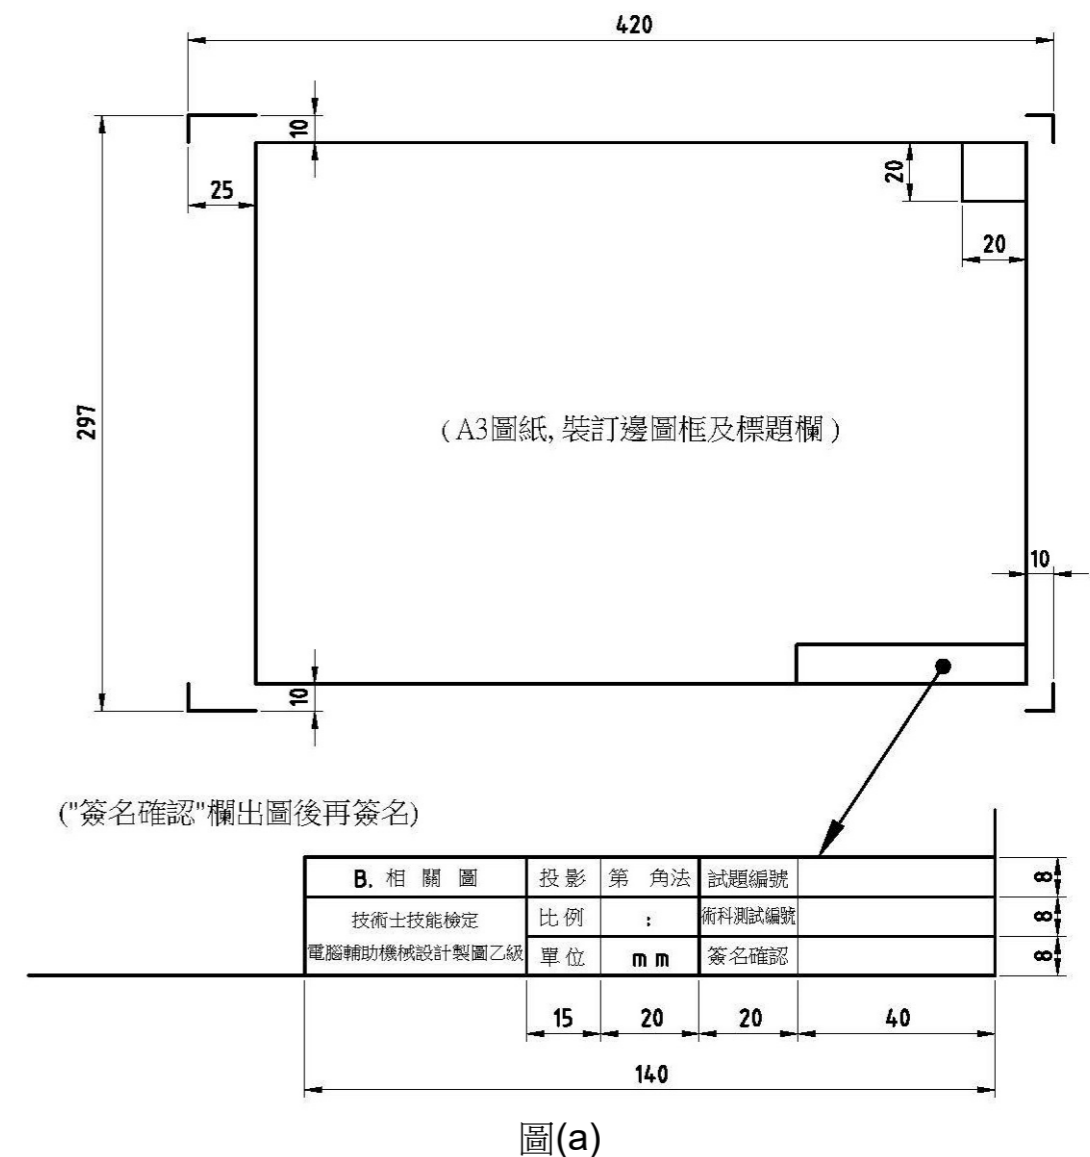 420
10
25
20
20
297
( A3圖紙, 裝訂邊圖框及標題欄 )
10
10
("簽名確認"欄出圖後再簽名)
B. 相 關 圖
投 影
第 角法
試題編號
8
技術士技能檢定
比 例
:
術科測試編號
8
電腦輔助機械設計製圖乙級
單 位
m m
簽名確認
8
15
20
20
40
140
圖(a)